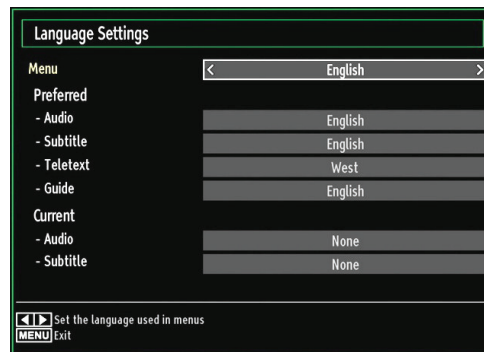 Language Settings
Menu < English >
Preferred
- Audio English
- Subtitle English
- Teletext West
- Guide English
Current
- Audio None
- Subtitle None
Set the language used in menus
MENU Exit